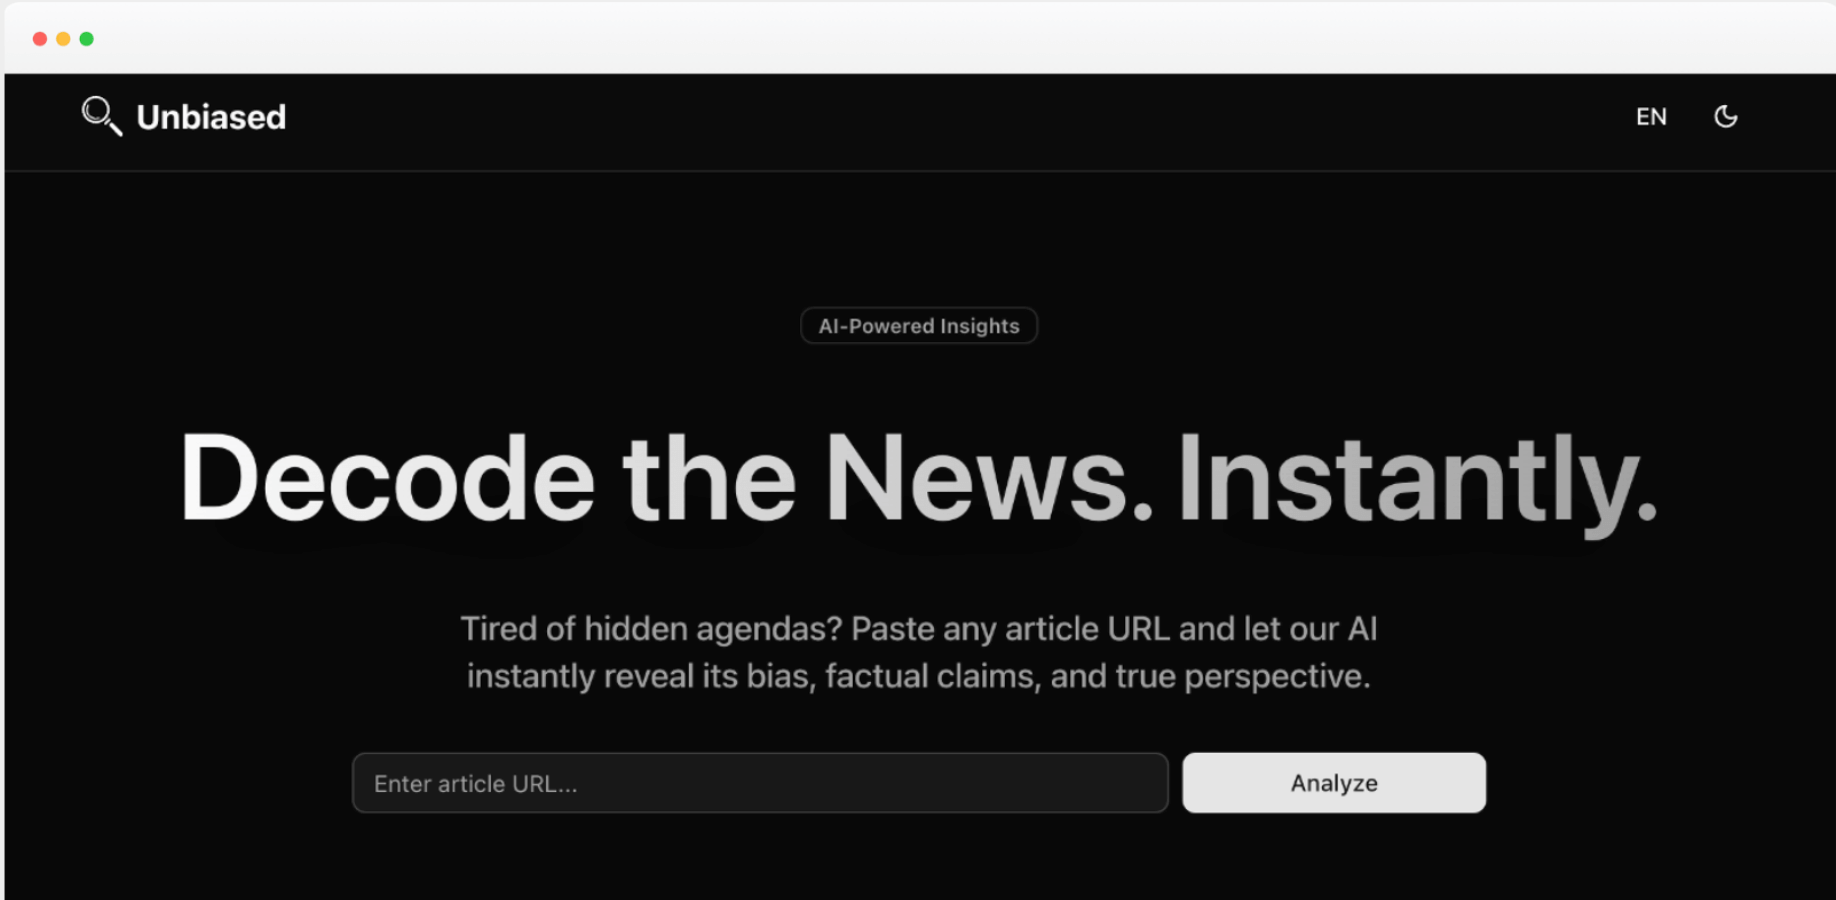 Unbiased
EN
AI-Powered Insights
Decode the News. Instantly.
Tired of hidden agendas? Paste any article URL and let our AI
instantly reveal its bias, factual claims, and true perspective.
Enter article URL...
Analyze